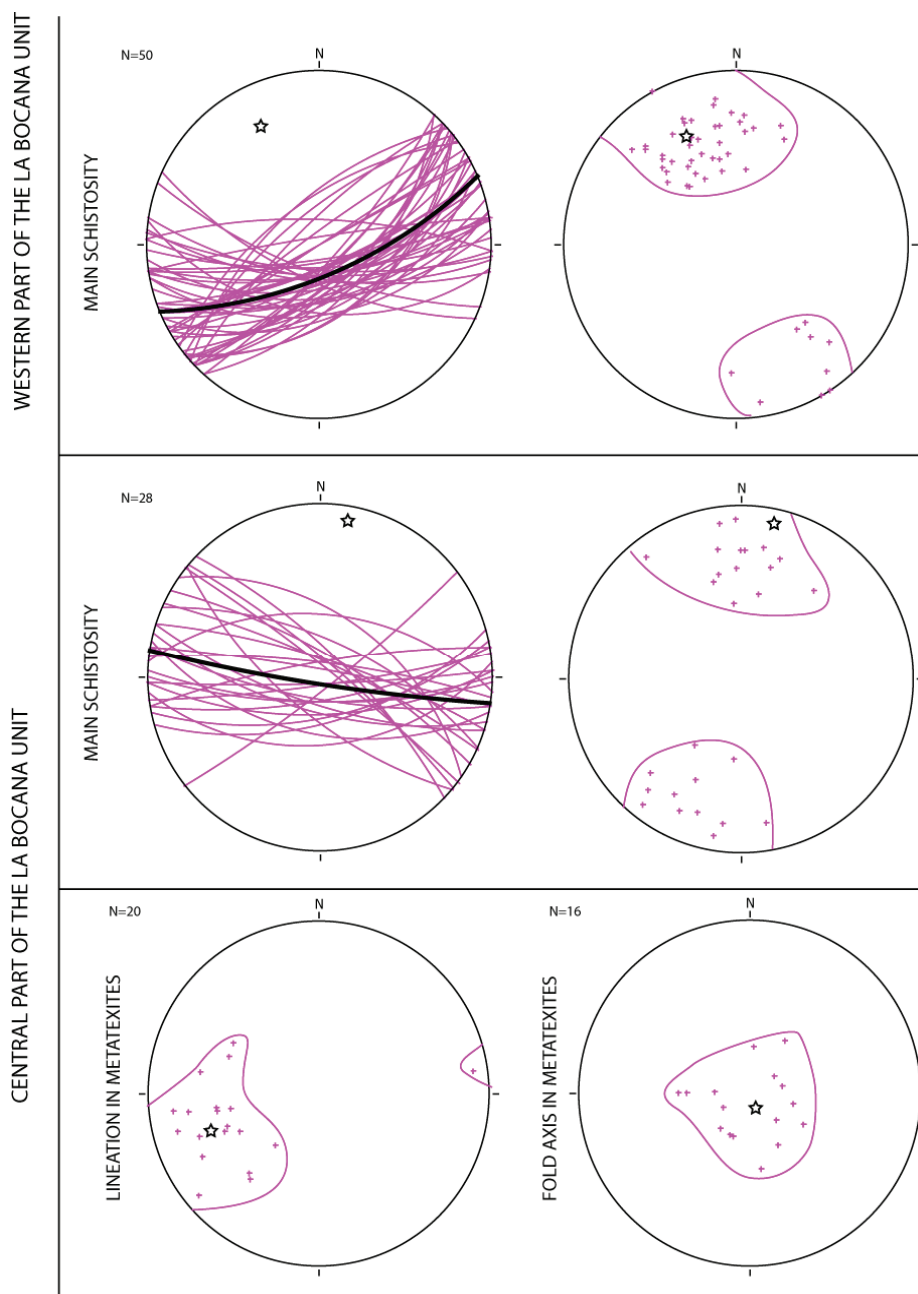 WESTERN PART OF THE LA BOCANA UNIT
MAIN SCHISTOSITY
N=50
N
N
CENTRAL PART OF THE LA BOCANA UNIT
MAIN SCHISTOSITY
N=28
N
N
LINEATION IN METATEXITES
N=20
N
FOLD AXIS IN METATEXITES
N=16
N